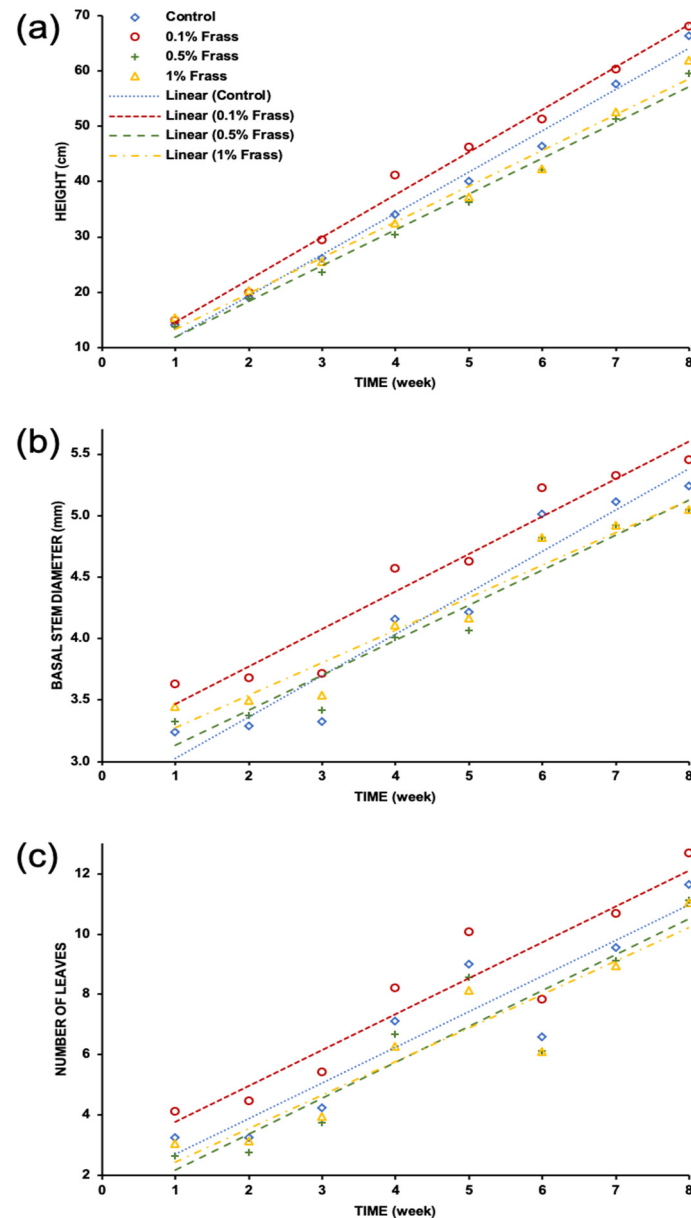 (a)
Control
0.1% Frass
0.5% Frass
1% Frass
Linear (Control)
Linear (0.1% Frass)
Linear (0.5% Frass)
Linear (1% Frass)
HEIGHT (cm)
70
60
50
40
30
20
10
0 1 2 3 4 5 6 7 8
TIME (week)
(b)
BASAL STEM DIAMETER (mm)
5.5
5.0
4.5
4.0
3.5
3.0
0 1 2 3 4 5 6 7 8
TIME (week)
(c)
NUMBER OF LEAVES
12
10
8
6
4
2
0 1 2 3 4 5 6 7 8
TIME (week)